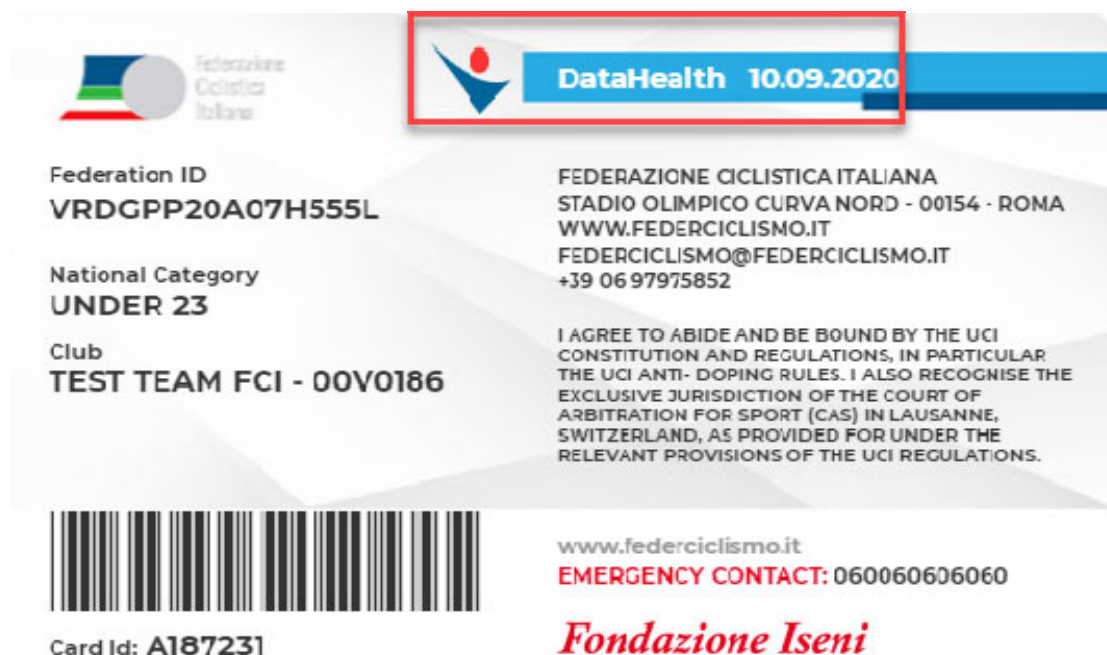 Federazione
Ciclistica
Italiana
DataHealth 10.09.2020
Federation ID
VRDGPP20A07H555L
National Category
UNDER 23
Club
TEST TEAM FCI - 00V0186
FEDERAZIONE CICLISTICA ITALIANA
STADIO OLIMPICO CURVA NORD - 00154 - ROMA
WWW.FEDERCICLISMO.IT
FEDERCICLISMO@FEDERCICLISMO.IT
+39 06 97975852
I AGREE TO ABIDE AND BE BOUND BY THE UCI
CONSTITUTION AND REGULATIONS, IN PARTICULAR
THE UCI ANTI- DOPING RULES. I ALSO RECOGNISE THE
EXCLUSIVE JURISDICTION OF THE COURT OF
ARBITRATION FOR SPORT (CAS) IN LAUSANNE,
SWITZERLAND, AS PROVIDED FOR UNDER THE
RELEVANT PROVISIONS OF THE UCI REGULATIONS.
Card Id: A187231
www.federciclismo.it
EMERGENCY CONTACT: 060060606060
Fondazione Iseni